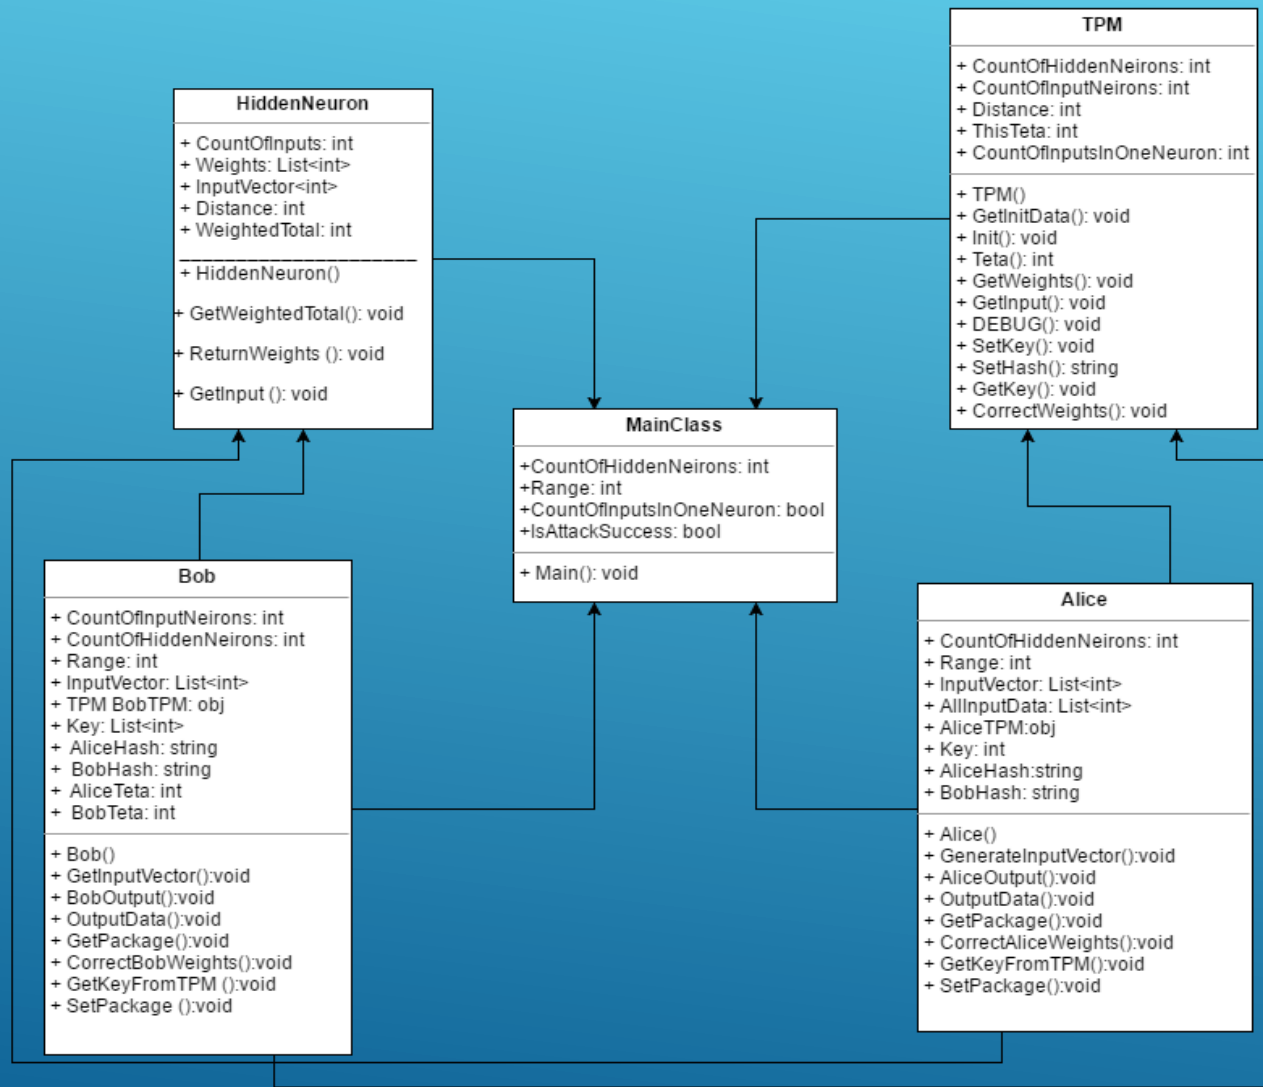 TPM
+ CountOfHiddenNeirons: int
+ CountOfInputNeirons: int
+ Distance: int
+ ThisTeta: int
+ CountOfInputsInOneNeuron: int
+ TPM()
+ GetInitData(): void
+ Init(): void
+ Teta(): int
+ GetWeights(): void
+ GetInput(): void
+ DEBUG(): void
+ SetKey(): void
+ SetHash(): string
+ GetKey(): void
+ CorrectWeights(): void
HiddenNeuron
+ CountOfInputs: int
+ Weights: List<int>
+ InputVector<int>
+ Distance: int
+ WeightedTotal: int
+ HiddenNeuron()
+ GetWeightedTotal(): void
+ ReturnWeights (): void
+ GetInput (): void
MainClass
+CountOfHiddenNeirons: int
+Range: int
+CountOfInputsInOneNeuron: bool
+IsAttackSuccess: bool
+ Main(): void
Bob
+ CountOfInputNeirons: int
+ CountOfHiddenNeirons: int
+ Range: int
+ InputVector: List<int>
+ TPM BobTPM: obj
+ Key: List<int>
+ AliceHash: string
+ BobHash: string
+ AliceTeta: int
+ BobTeta: int
+ Bob()
+ GetInputVector():void
+ BobOutput():void
+ OutputData():void
+ GetPackage():void
+ CorrectBobWeights():void
+ GetKeyFromTPM ():void
+ SetPackage ():void
Alice
+ CountOfHiddenNeirons: int
+ Range: int
+ InputVector: List<int>
+ AllInputData: List<int>
+ AliceTPM:obj
+ Key: int
+ AliceHash:string
+ BobHash: string
+ Alice()
+ GenerateInputVector():void
+ AliceOutput():void
+ OutputData():void
+ GetPackage():void
+ CorrectAliceWeights():void
+ GetKeyFromTPM():void
+ SetPackage():void